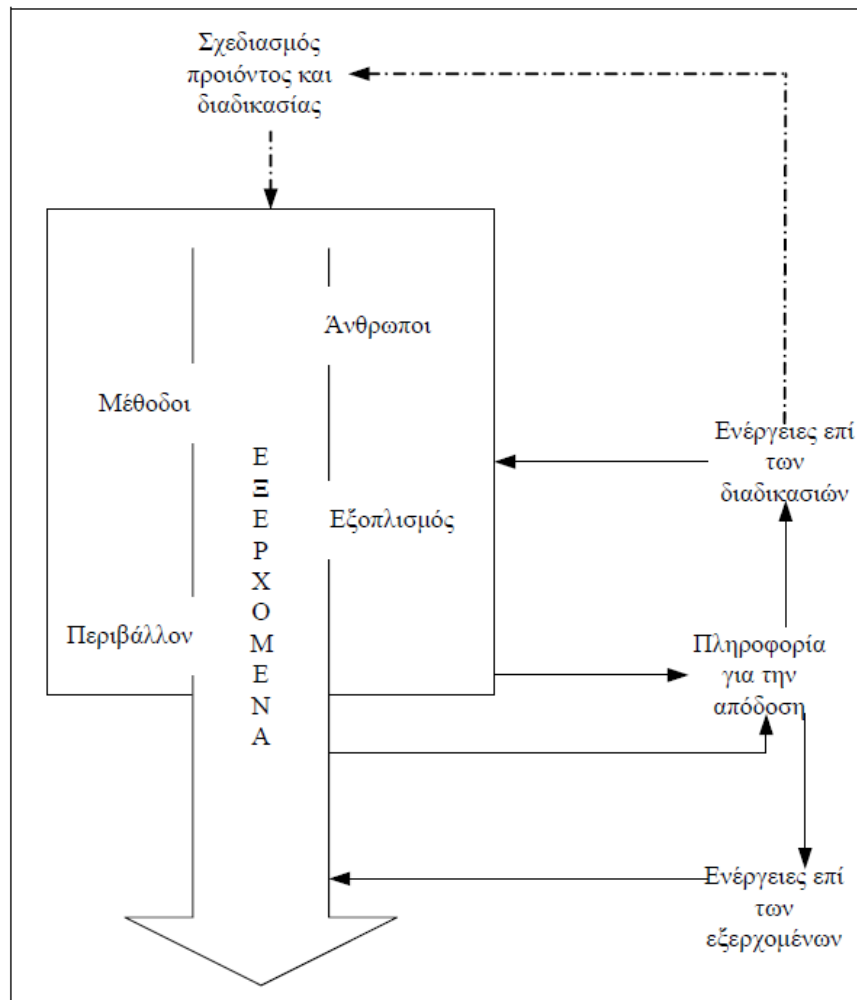 Σχεδιασμός
προιόντος και
διαδικασίας
Άνθρωποι
Μέθοδοι
Ενέργειες επί
των
διαδικασιών
Ε
Ξ
Ε
Ρ
Χ
Ο
Μ
Ε
Ν
Α
Εξοπλισμός
Περιβάλλον
Πληροφορία
για την
απόδοση
Ενέργειες επί
των
εξερχομένων